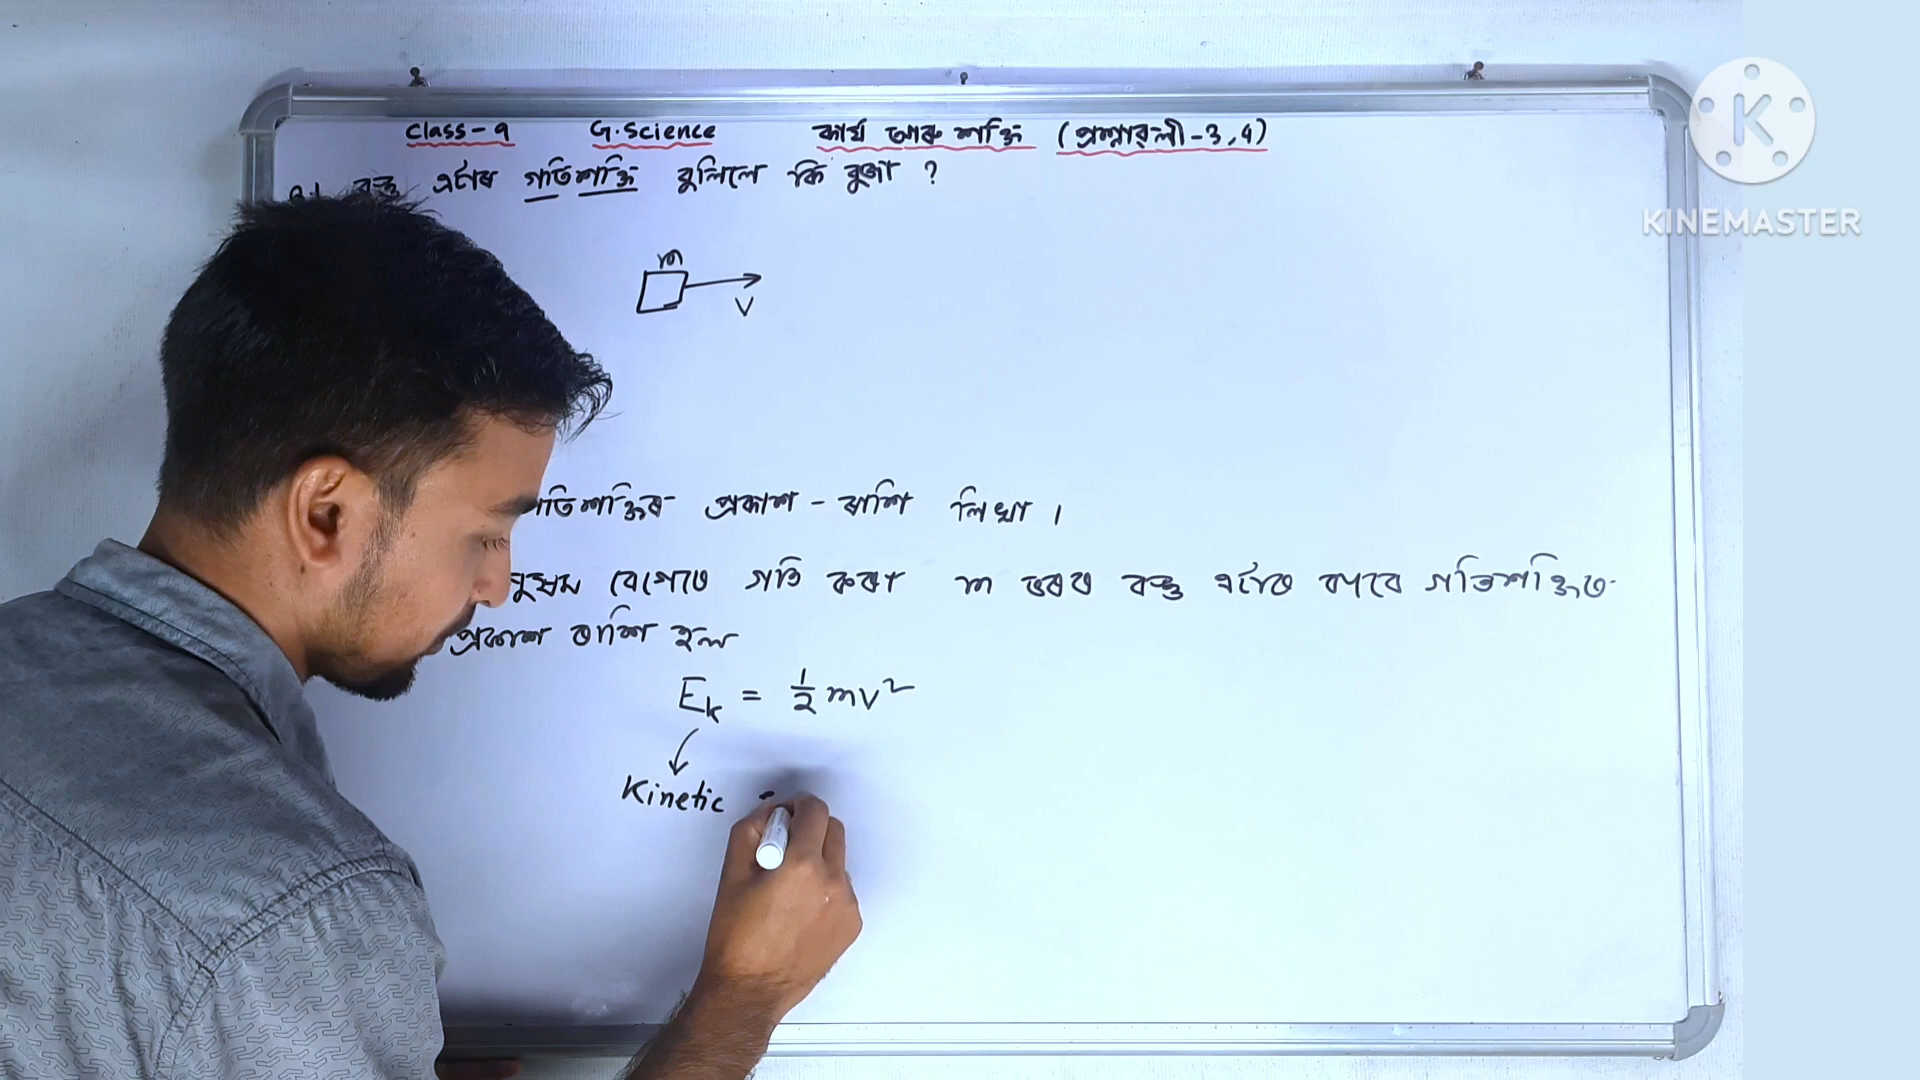 Class-9 G.Science কাৰ্য আৰু শক্তি (প্ৰশ্নাৱলী-3,4)
বস্তু এটাৰ গতিশক্তি বুলিলে কি বুজা ?
m
V
গতিশক্তিৰ প্ৰকাশ - ৰাশি লিখা ।
সুষম বেগেৰে গতি কৰা m ভৰৰ বস্তু এটাৰ বাবে গতিশক্তিৰ
প্ৰকাশ ৰাশি হল
Eₖ = 1/2 mv²
Kinetic
K
KINEMASTER